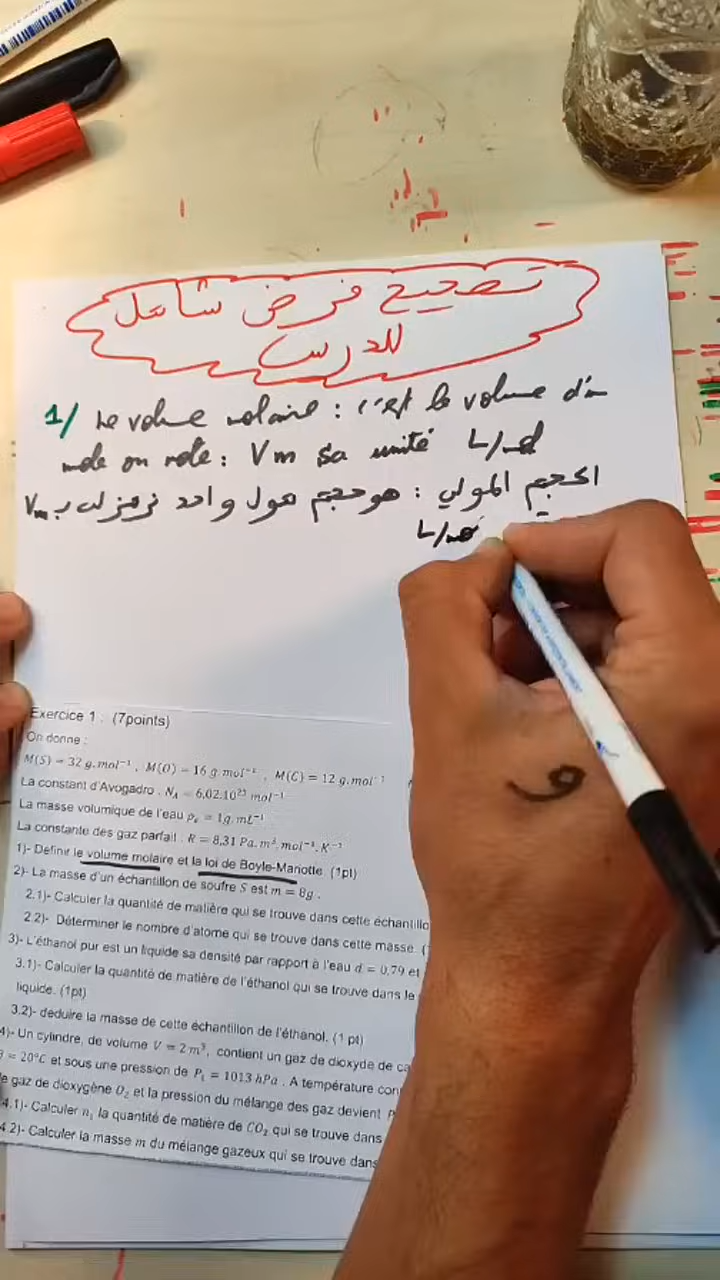 تصحيح فرض شامل
للدرس
1/ Le volume molaire : c'est le volume d'un
mole on note : Vm sa unité L/mol
الحجم المولي : هو حجم مول واحد نرمز له ب Vm
L/mol
Exercice 1 : (7points)
On donne :
M(S) = 32 g.mol⁻¹ , M(O) = 16 g.mol⁻¹ , M(C) = 12 g.mol⁻¹
La constant d'Avogadro : N_A = 6,02.10²³ mol⁻¹
La masse volumique de l'eau ρₑ = 1g.mL⁻¹
La constante des gaz parfait : R = 8,31 Pa.m³.mol⁻¹.K⁻¹
1)- Définir le volume molaire et la loi de Boyle-Mariotte. (1pt)
2)- La masse d'un échantillon de soufre S est m = 8g .
2.1)- Calculer la quantité de matière qui se trouve dans cette échantillo
2.2)- Déterminer le nombre d'atome qui se trouve dans cette masse. (
3)- L'éthanol pur est un liquide sa densité par rapport à l'eau d = 0,79 et
3.1)- Calculer la quantité de matière de l'éthanol qui se trouve dans le
liquide. (1pt)
3.2)- déduire la masse de cette échantillon de l'éthanol. (1 pt)
4)- Un cylindre, de volume V = 2 m³, contient un gaz de dioxyde de ca
= 20°C et sous une pression de P₁ = 1013 hPa . A température con
e gaz de dioxygène O₂ et la pression du mélange des gaz devient P
4.1)- Calculer n₁ la quantité de matière de CO₂ qui se trouve dans
4.2)- Calculer la masse m du mélange gazeux qui se trouve dans